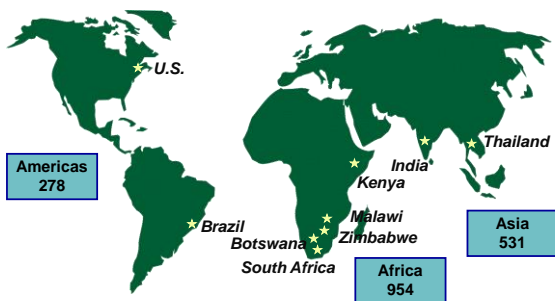 U.S.
Thailand
India
Kenya
Americas
278
Malawi
Brazil
Zimbabwe
Botswana
South Africa
Asia
531
Africa
954